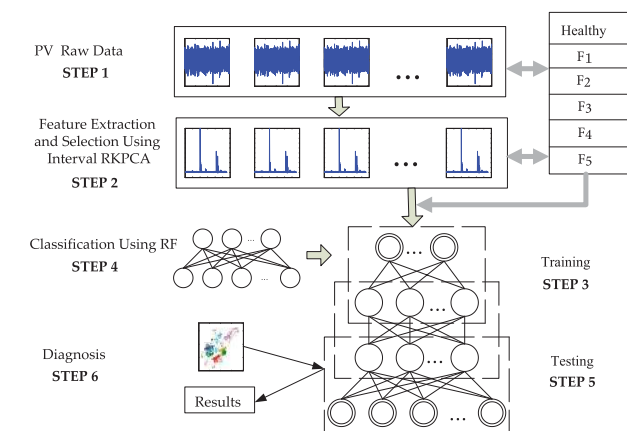 PV Raw Data
STEP 1
...
Healthy
F1
F2
F3
F4
F5
Feature Extraction
and Selection Using
Interval RKPCA
STEP 2
...
Classification Using RF
STEP 4
...
...
...
Training
STEP 3
...
Diagnosis
STEP 6
Results
...
Testing
STEP 5
...